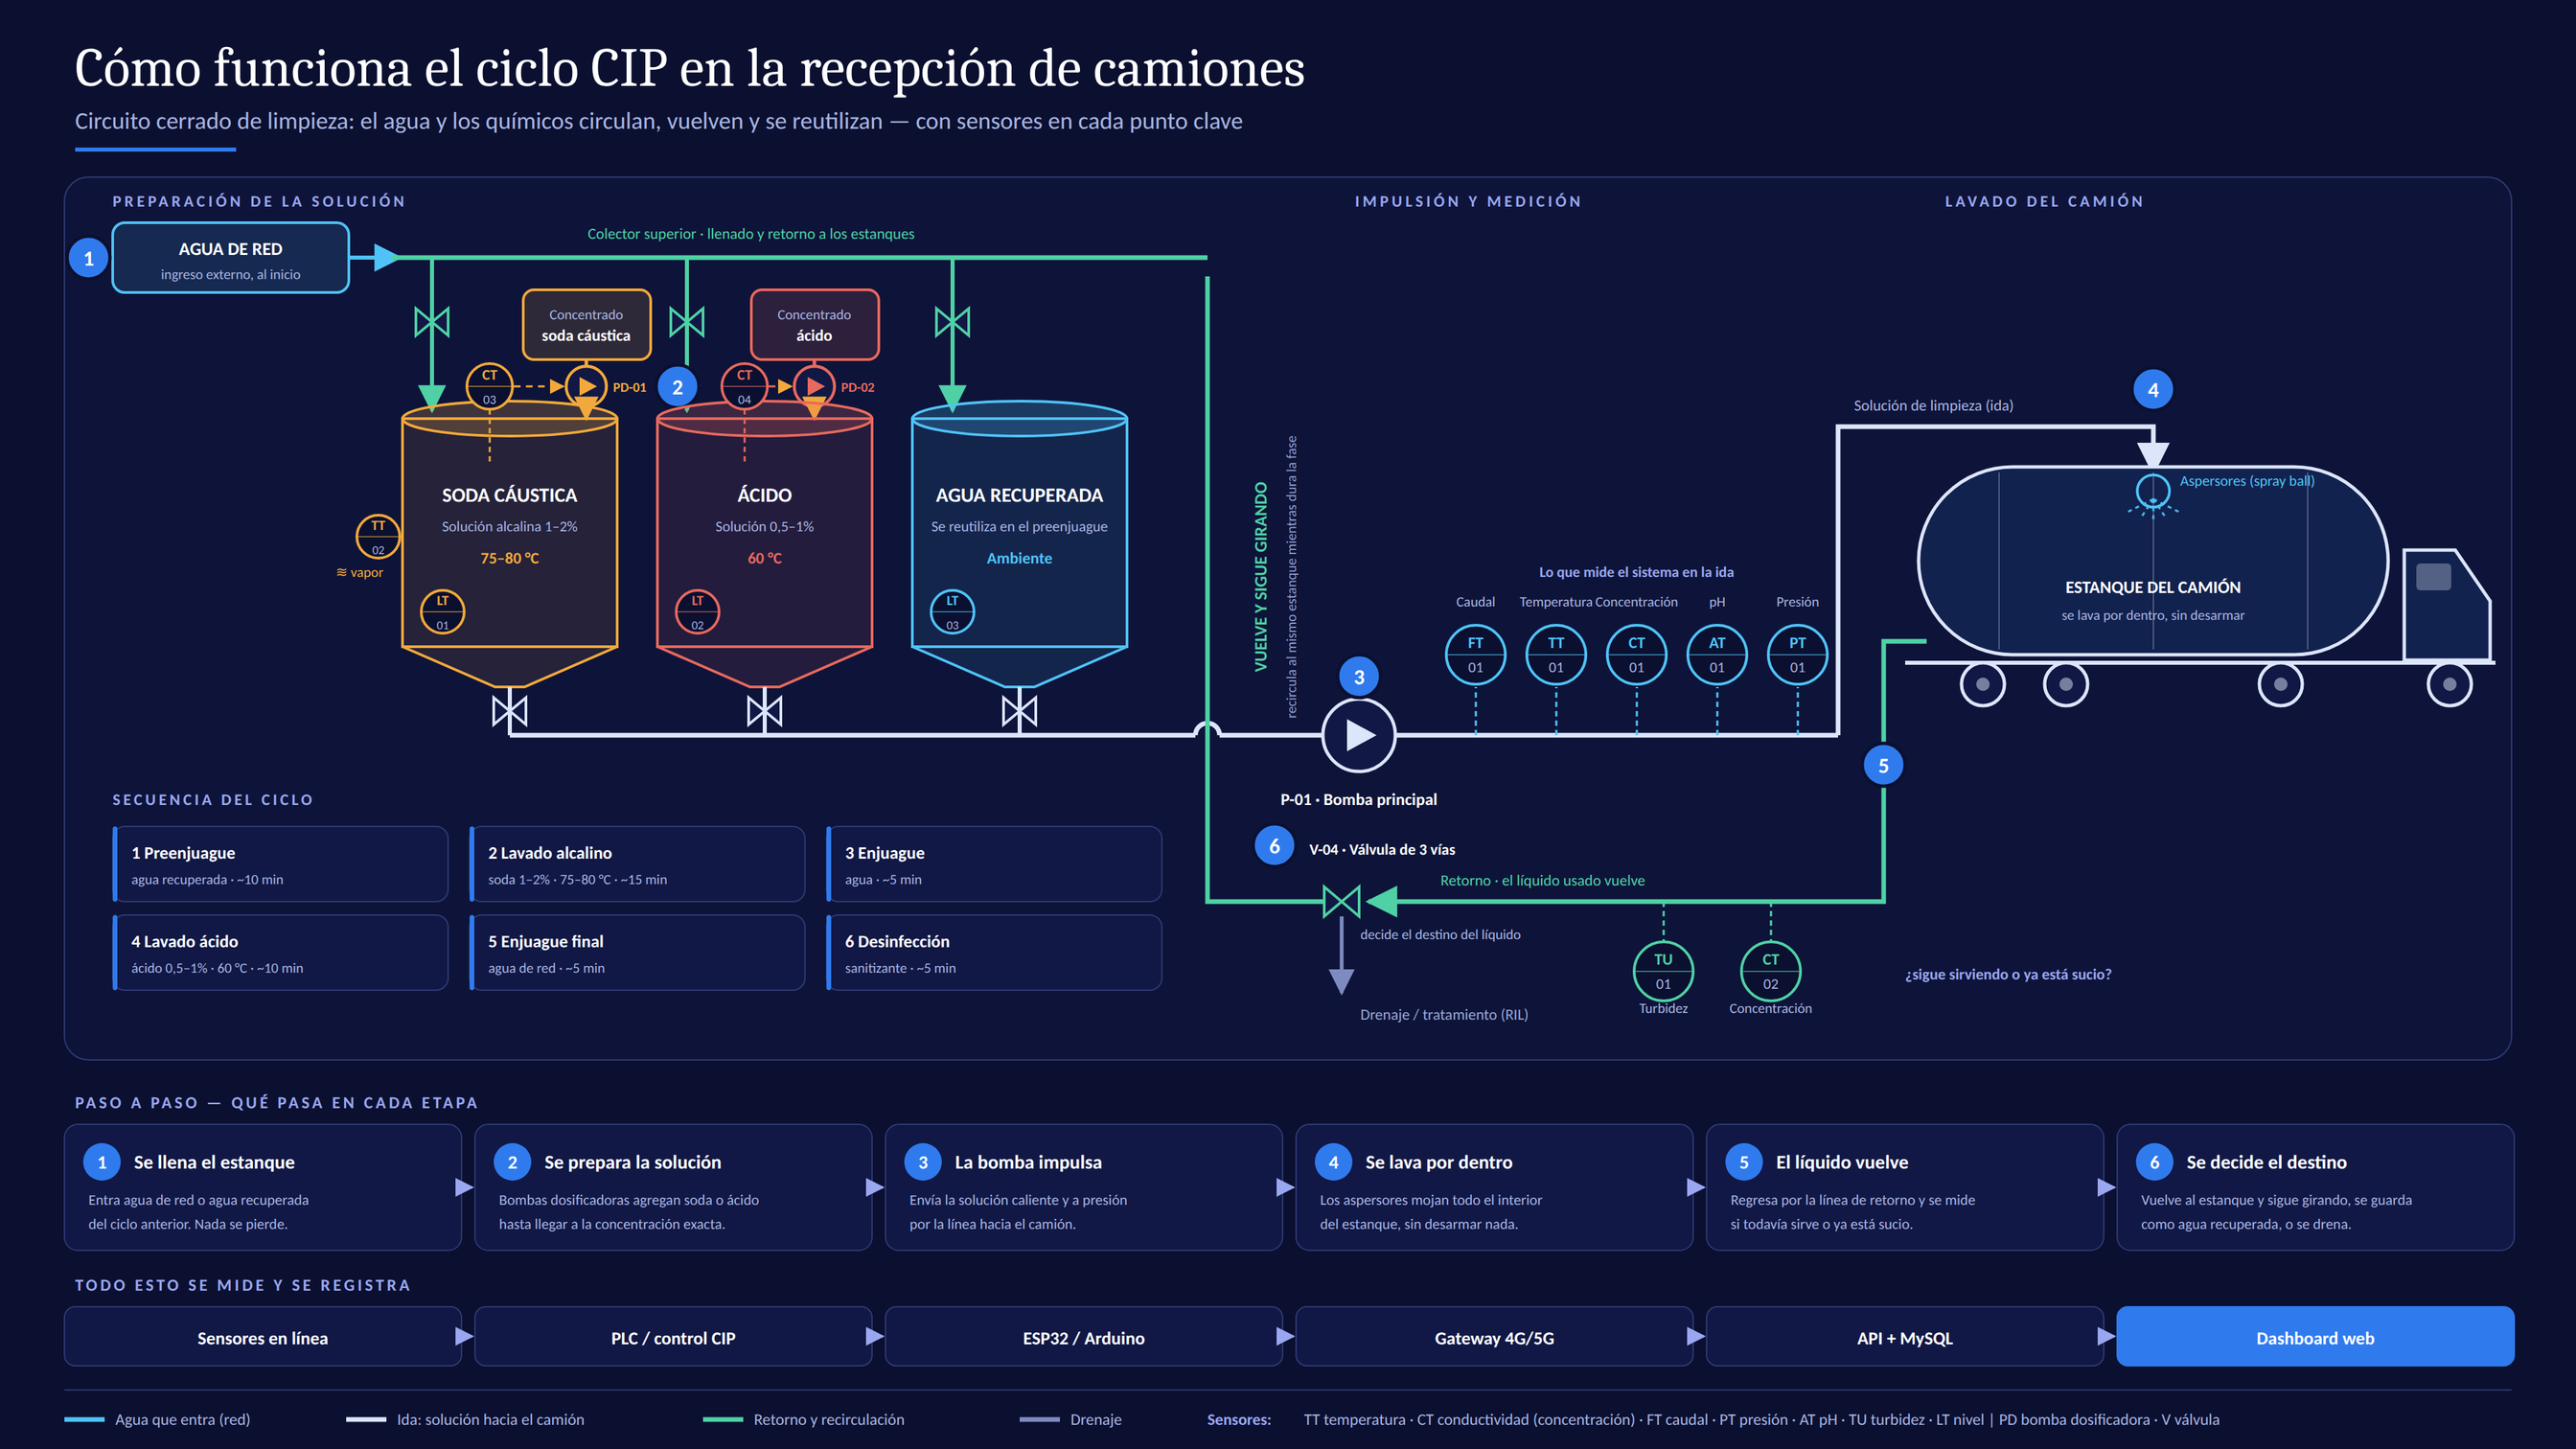 Cómo funciona el ciclo CIP en la recepción de camiones
Circuito cerrado de limpieza: el agua y los químicos circulan, vuelven y se reutilizan — con sensores en cada punto clave
PREPARACIÓN DE LA SOLUCIÓN
IMPULSIÓN Y MEDICIÓN
LAVADO DEL CAMIÓN
1
AGUA DE RED
ingreso externo, al inicio
Colector superior · llenado y retorno a los estanques
Concentrado
soda cáustica
Concentrado
ácido
CT
03
PD-01
2
CT
04
PD-02
SODA CÁUSTICA
Solución alcalina 1–2%
75–80 °C
TT
02
≋ vapor
LT
01
ÁCIDO
Solución 0,5–1%
60 °C
LT
02
AGUA RECUPERADA
Se reutiliza en el preenjuague
Ambiente
LT
03
VUELVE Y SIGUE GIRANDO
recircula al mismo estanque mientras dura la fase
3
P-01 · Bomba principal
Lo que mide el sistema en la ida
Caudal
Temperatura
Concentración
pH
Presión
FT
01
TT
01
CT
01
AT
01
PT
01
Solución de limpieza (ida)
4
Aspersores (spray ball)
ESTANQUE DEL CAMIÓN
se lava por dentro, sin desarmar
5
6
V-04 · Válvula de 3 vías
Retorno · el líquido usado vuelve
decide el destino del líquido
Drenaje / tratamiento (RIL)
TU
01
Turbidez
CT
02
Concentración
¿sigue sirviendo o ya está sucio?
SECUENCIA DEL CICLO
1 Preenjuague
agua recuperada · ~10 min
2 Lavado alcalino
soda 1–2% · 75–80 °C · ~15 min
3 Enjuague
agua · ~5 min
4 Lavado ácido
ácido 0,5–1% · 60 °C · ~10 min
5 Enjuague final
agua de red · ~5 min
6 Desinfección
sanitizante · ~5 min
PASO A PASO — QUÉ PASA EN CADA ETAPA
1 Se llena el estanque
Entra agua de red o agua recuperada
del ciclo anterior. Nada se pierde.
2 Se prepara la solución
Bombas dosificadoras agregan soda o ácido
hasta llegar a la concentración exacta.
3 La bomba impulsa
Envía la solución caliente y a presión
por la línea hacia el camión.
4 Se lava por dentro
Los aspersores mojan todo el interior
del estanque, sin desarmar nada.
5 El líquido vuelve
Regresa por la línea de retorno y se mide
si todavía sirve o ya está sucio.
6 Se decide el destino
Vuelve al estanque y sigue girando, se guarda
como agua recuperada, o se drena.
TODO ESTO SE MIDE Y SE REGISTRA
Sensores en línea
PLC / control CIP
ESP32 / Arduino
Gateway 4G/5G
API + MySQL
Dashboard web
Agua que entra (red)
Ida: solución hacia el camión
Retorno y recirculación
Drenaje
Sensores: TT temperatura · CT conductividad (concentración) · FT caudal · PT presión · AT pH · TU turbidez · LT nivel | PD bomba dosificadora · V válvula